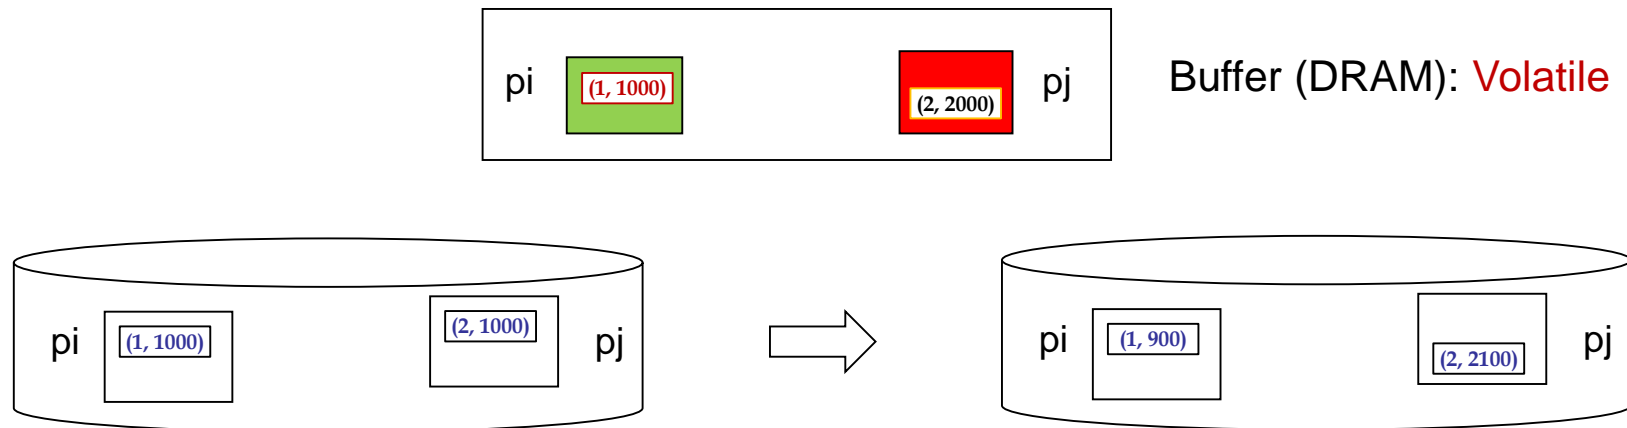 pi
(1, 1000)
(2, 2000)
pj
Buffer (DRAM): Volatile
pi
(1, 1000)
(2, 1000)
pj
pi
(1, 900)
(2, 2100)
pj